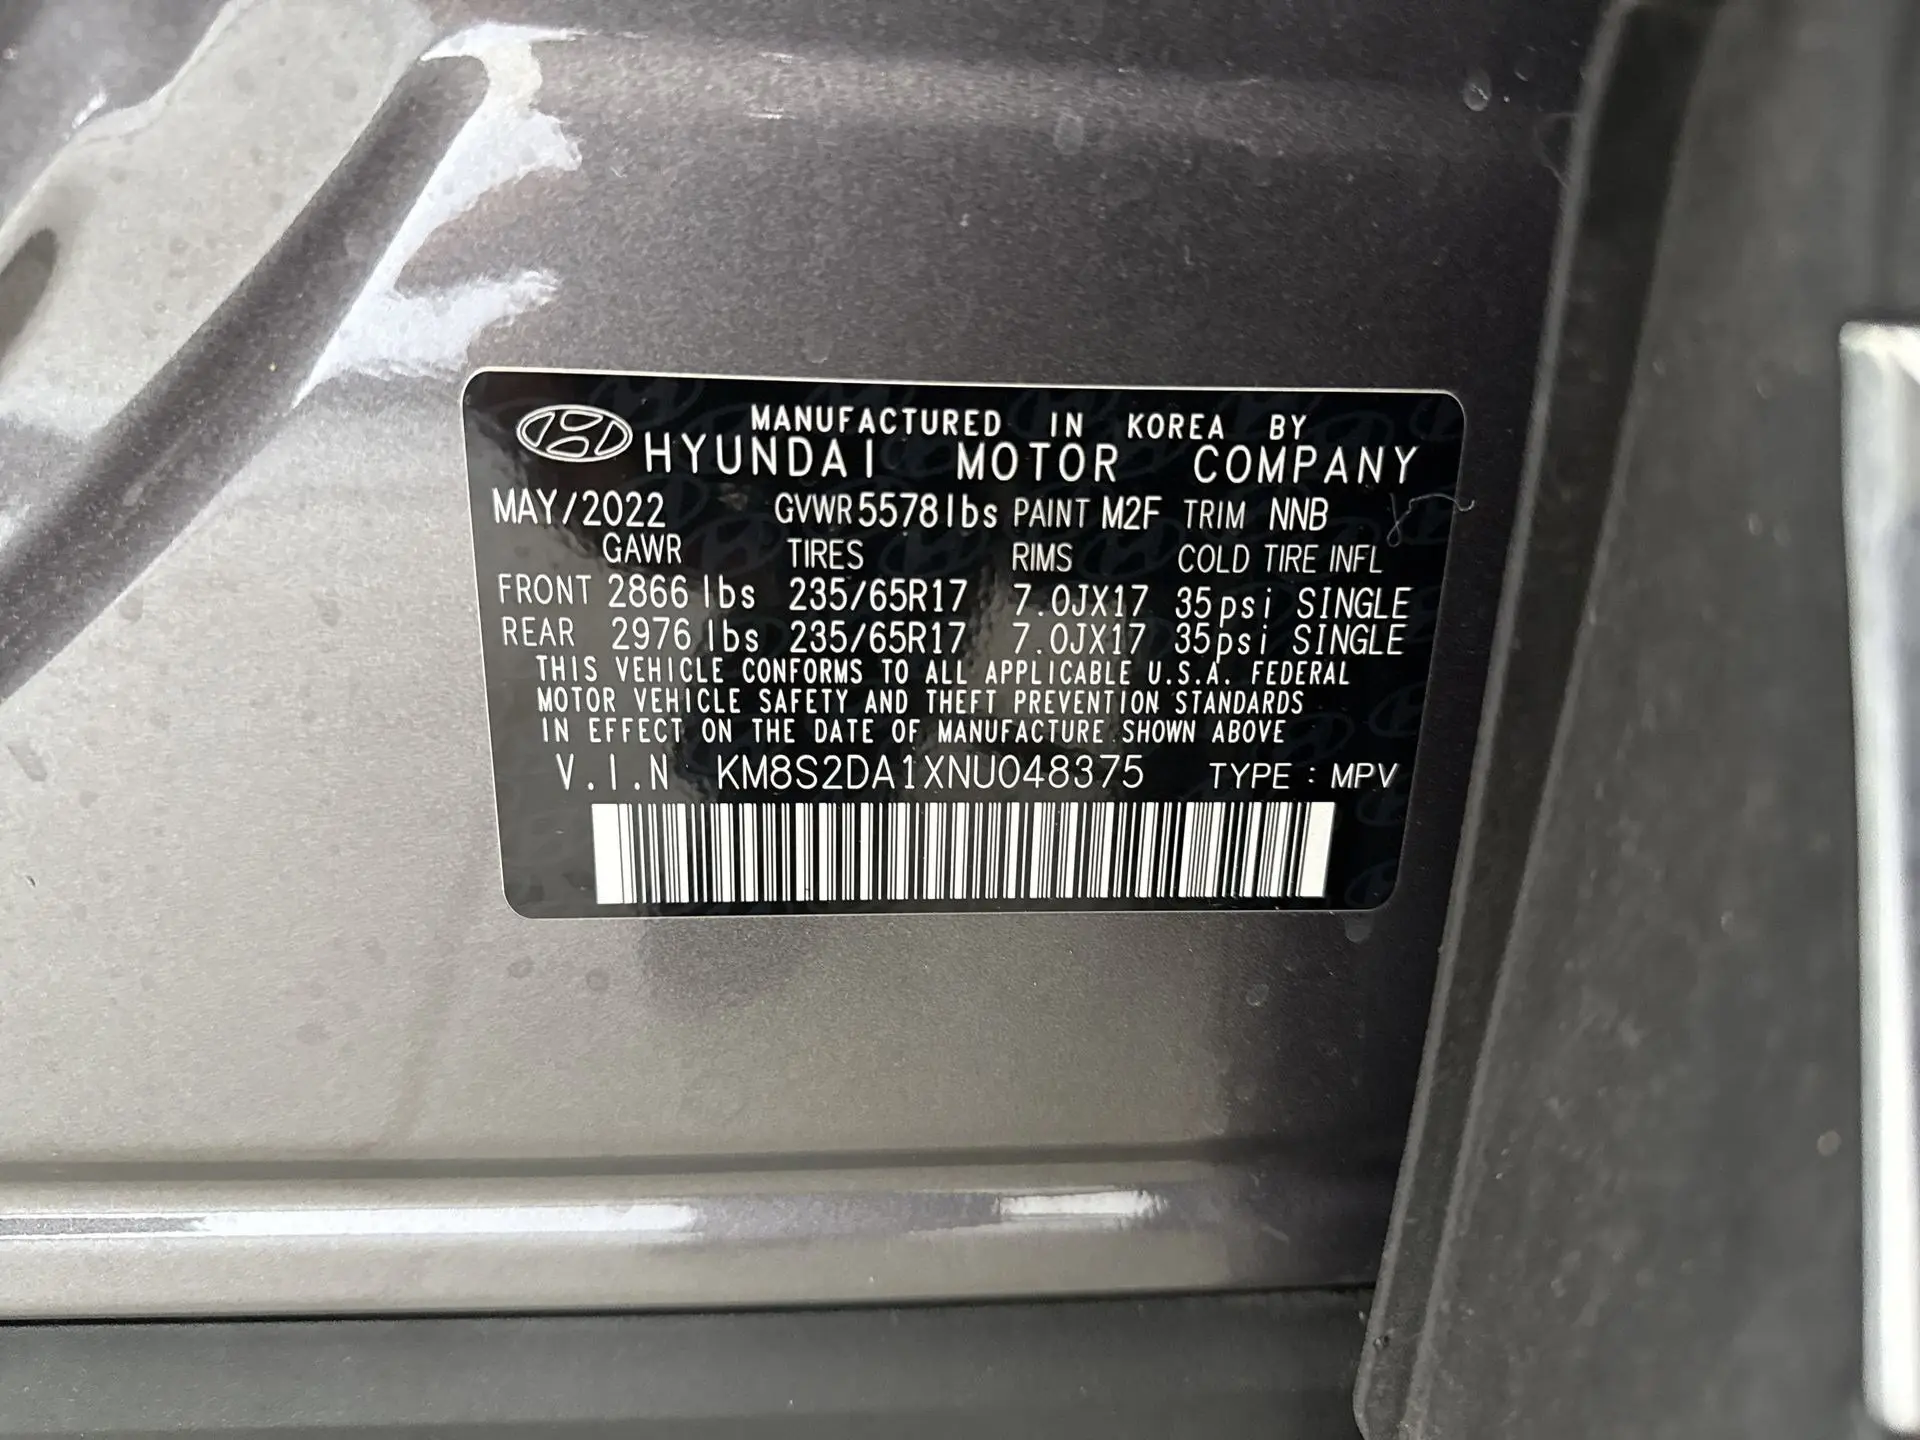 MANUFACTURED IN KOREA BY
HYUNDAI MOTOR COMPANY
MAY/2022 GVWR 5578lbs PAINT M2F TRIM NNB
GAWR TIRES RIMS COLD TIRE INFL
FRONT 2866 lbs 235/65R17 7.0JX17 35psi SINGLE
REAR 2976 lbs 235/65R17 7.0JX17 35psi SINGLE
THIS VEHICLE CONFORMS TO ALL APPLICABLE U.S.A. FEDERAL
MOTOR VEHICLE SAFETY AND THEFT PREVENTION STANDARDS
IN EFFECT ON THE DATE OF MANUFACTURE SHOWN ABOVE
V.I.N KM8S2DA1XNU048375 TYPE : MPV